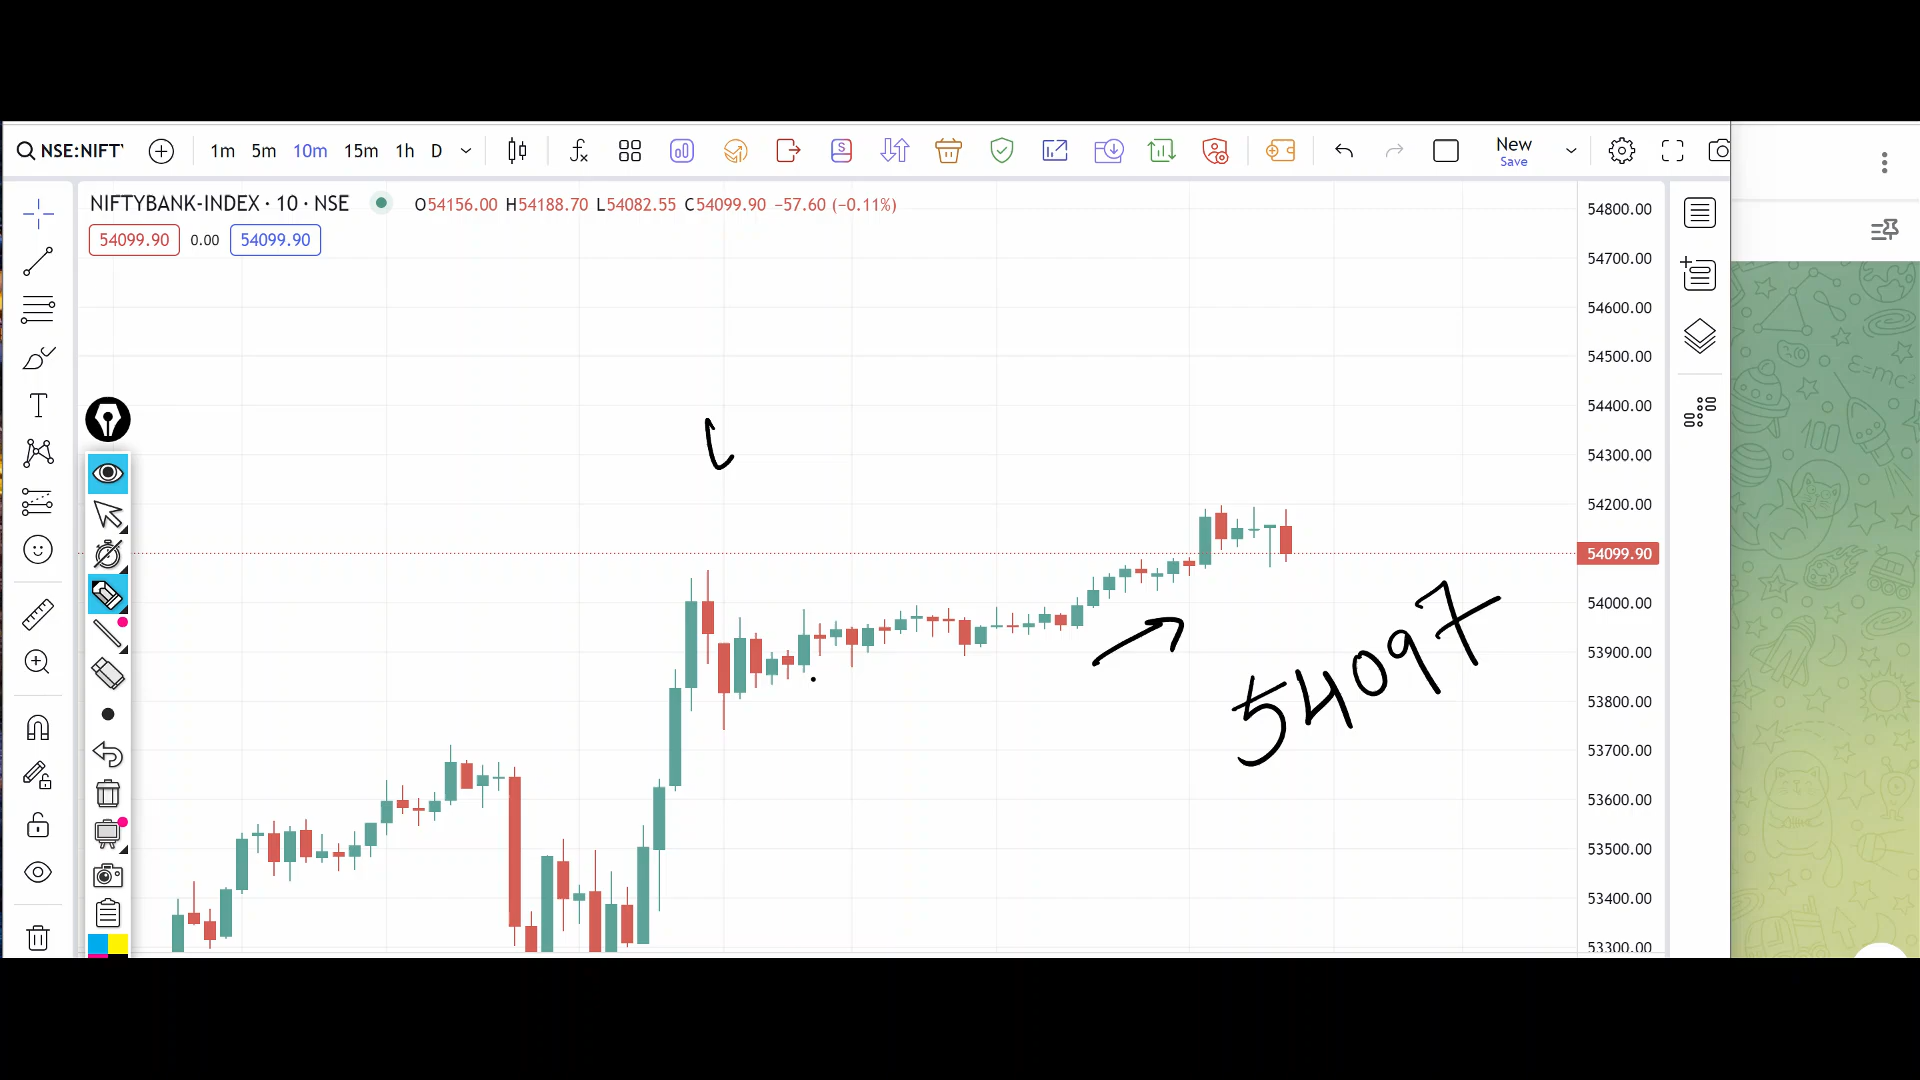 NSE:NIFT
1m 5m 10m 15m 1h D
New
Save
NIFTYBANK-INDEX · 10 · NSE O54156.00 H54188.70 L54082.55 C54099.90 −57.60 (−0.11%)
54099.90 0.00 54099.90
54800.00
54700.00
54600.00
54500.00
54400.00
54300.00
54200.00
54099.90
54000.00
53900.00
53800.00
53700.00
53600.00
53500.00
53400.00
53300.00
54097